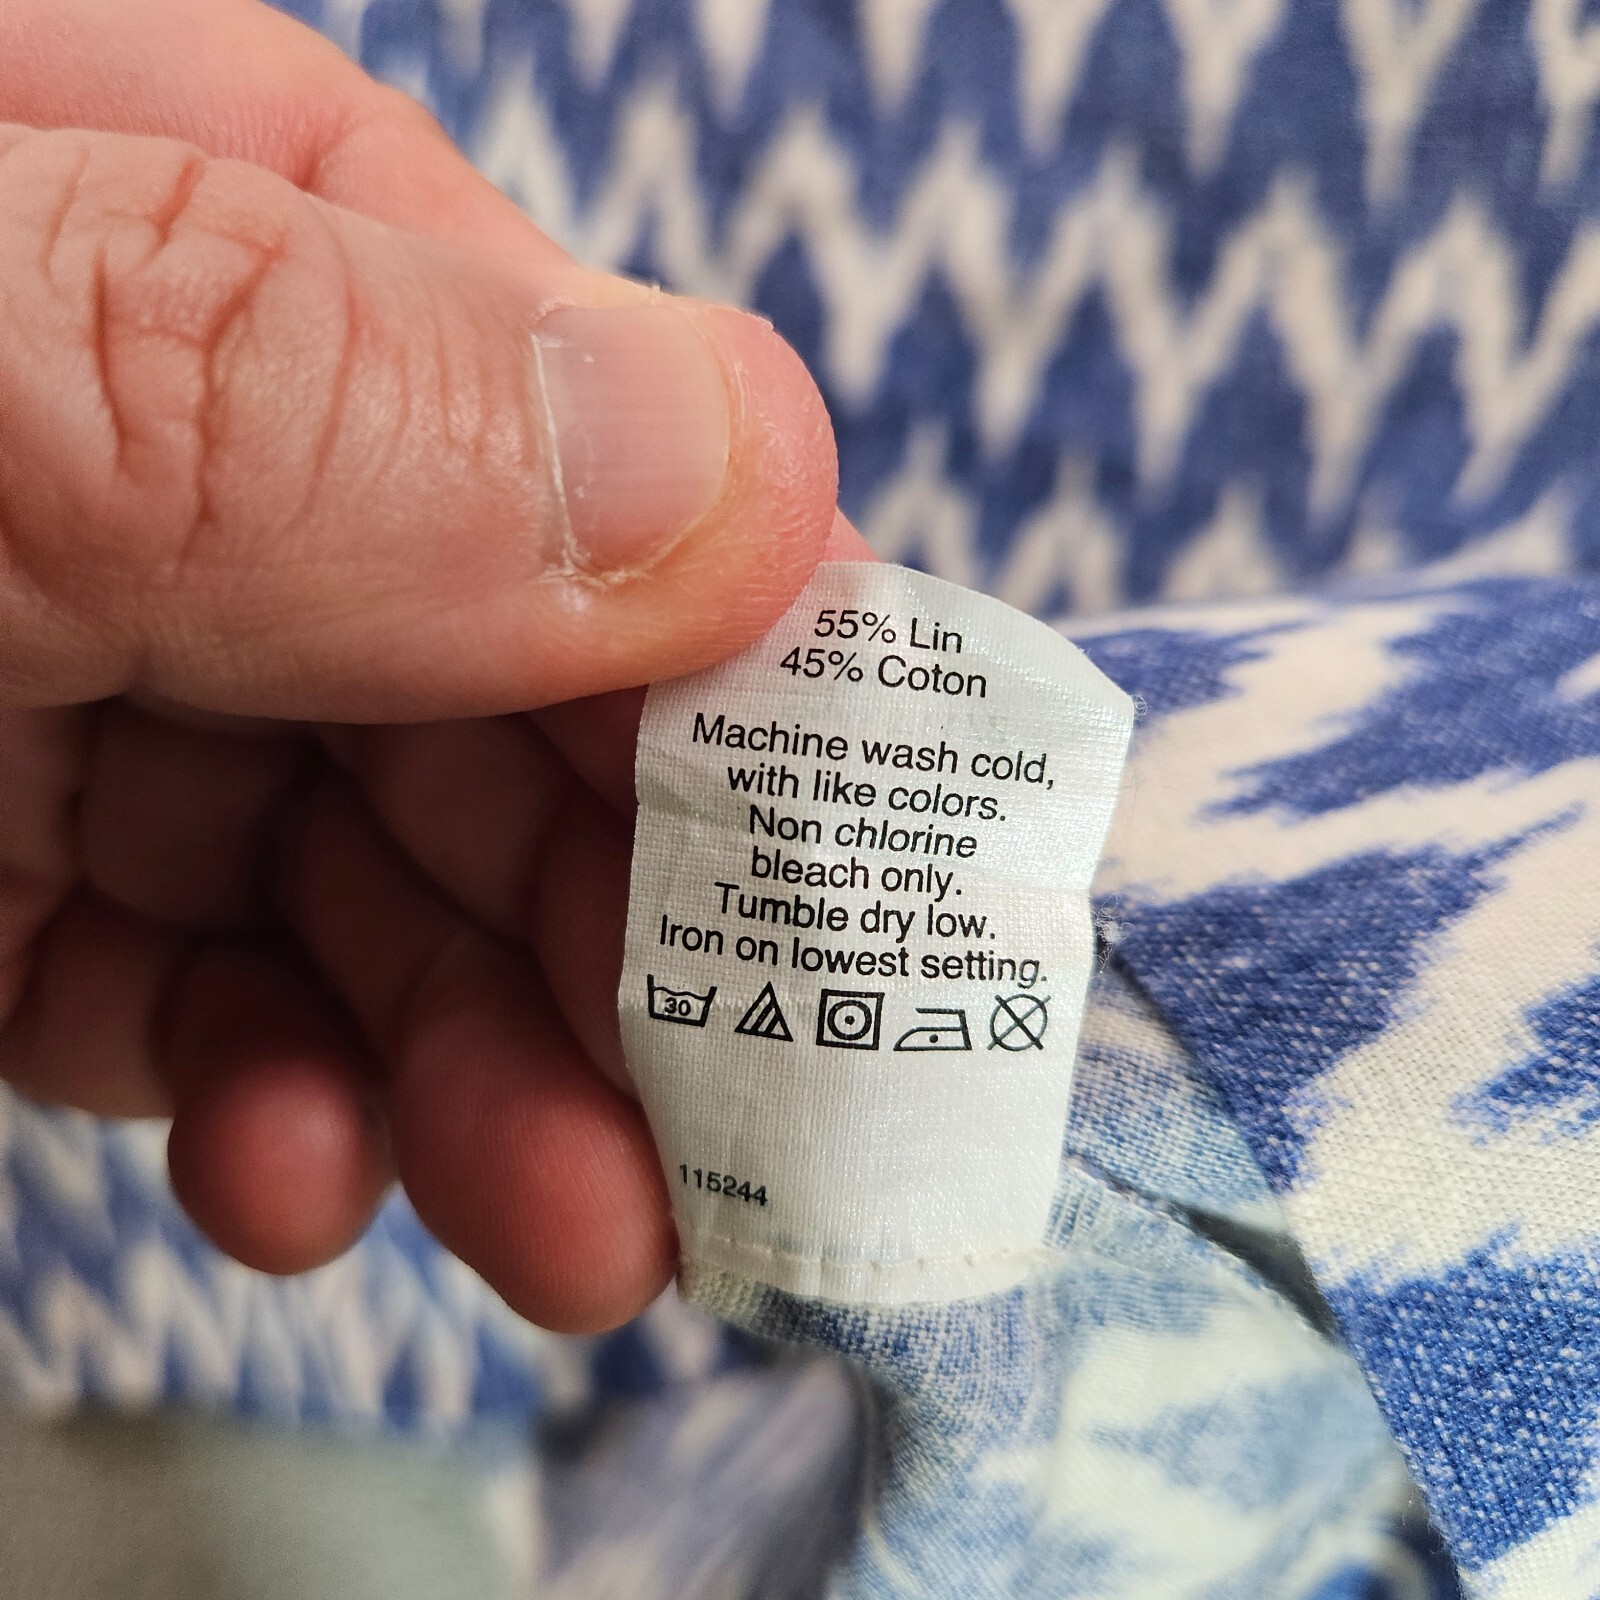 55% Lin
45% Coton
Machine wash cold,
with like colors.
Non chlorine
bleach only.
Tumble dry low.
Iron on lowest setting.
30
115244